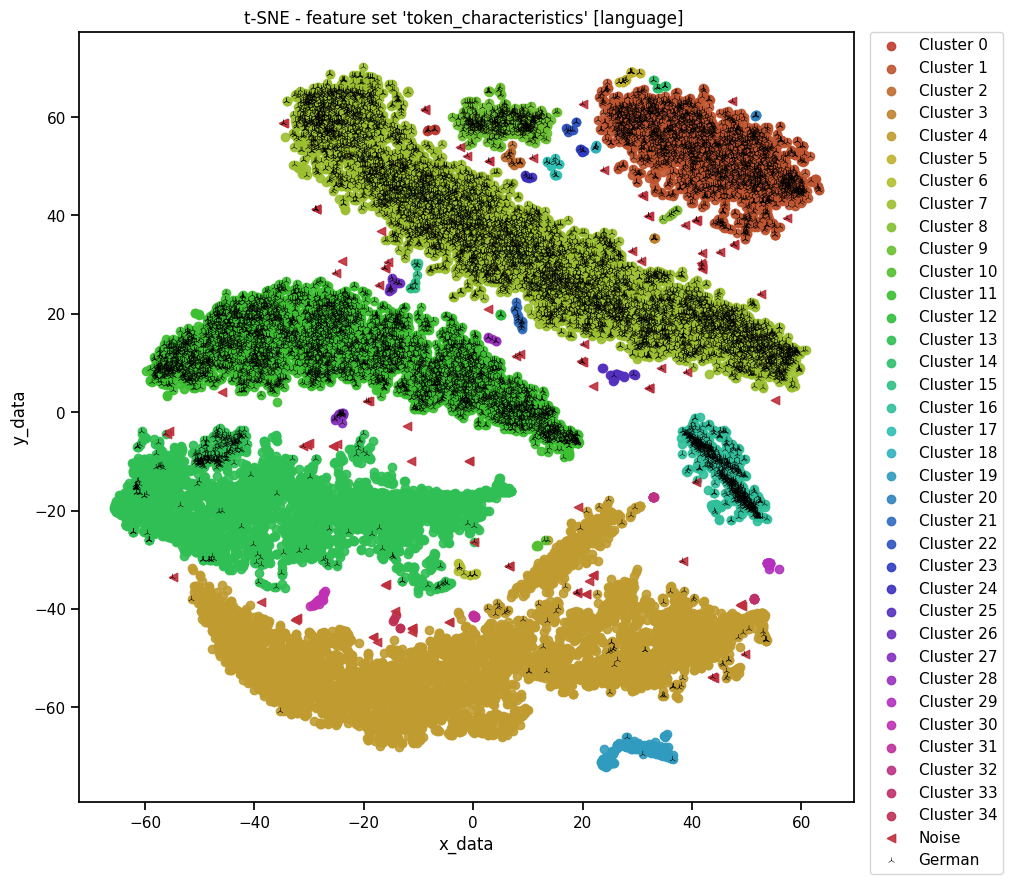 t-SNE - feature set 'token_characteristics' [language]
y_data
60
40
20
0
−20
−40
−60
−60
−40
−20
0
20
40
60
x_data
Cluster 0
Cluster 1
Cluster 2
Cluster 3
Cluster 4
Cluster 5
Cluster 6
Cluster 7
Cluster 8
Cluster 9
Cluster 10
Cluster 11
Cluster 12
Cluster 13
Cluster 14
Cluster 15
Cluster 16
Cluster 17
Cluster 18
Cluster 19
Cluster 20
Cluster 21
Cluster 22
Cluster 23
Cluster 24
Cluster 25
Cluster 26
Cluster 27
Cluster 28
Cluster 29
Cluster 30
Cluster 31
Cluster 32
Cluster 33
Cluster 34
Noise
German